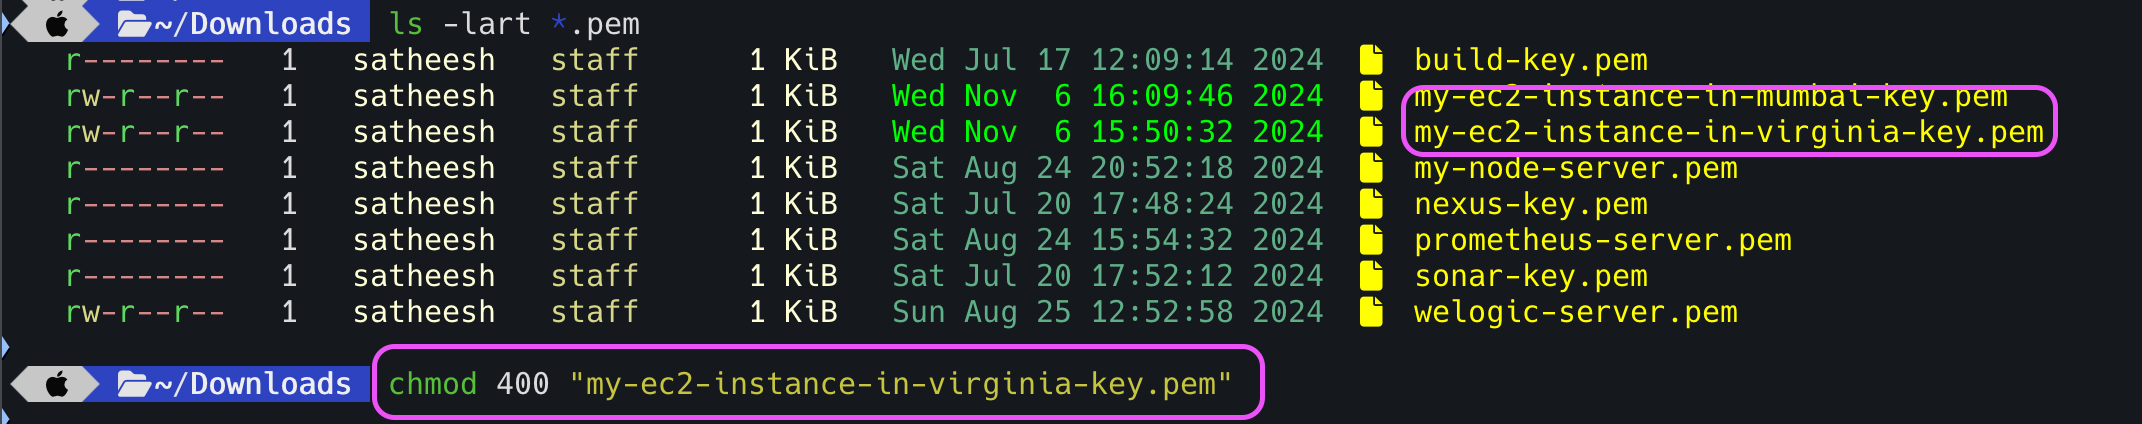 ~/Downloads ls -lart *.pem
r-------- 1 satheesh staff 1 KiB Wed Jul 17 12:09:14 2024 build-key.pem
rw-r--r-- 1 satheesh staff 1 KiB Wed Nov 6 16:09:46 2024 my-ec2-instance-in-mumbai-key.pem
rw-r--r-- 1 satheesh staff 1 KiB Wed Nov 6 15:50:32 2024 my-ec2-instance-in-virginia-key.pem
r-------- 1 satheesh staff 1 KiB Sat Aug 24 20:52:18 2024 my-node-server.pem
r-------- 1 satheesh staff 1 KiB Sat Jul 20 17:48:24 2024 nexus-key.pem
r-------- 1 satheesh staff 1 KiB Sat Aug 24 15:54:32 2024 prometheus-server.pem
r-------- 1 satheesh staff 1 KiB Sat Jul 20 17:52:12 2024 sonar-key.pem
rw-r--r-- 1 satheesh staff 1 KiB Sun Aug 25 12:52:58 2024 welogic-server.pem
~/Downloads chmod 400 "my-ec2-instance-in-virginia-key.pem"